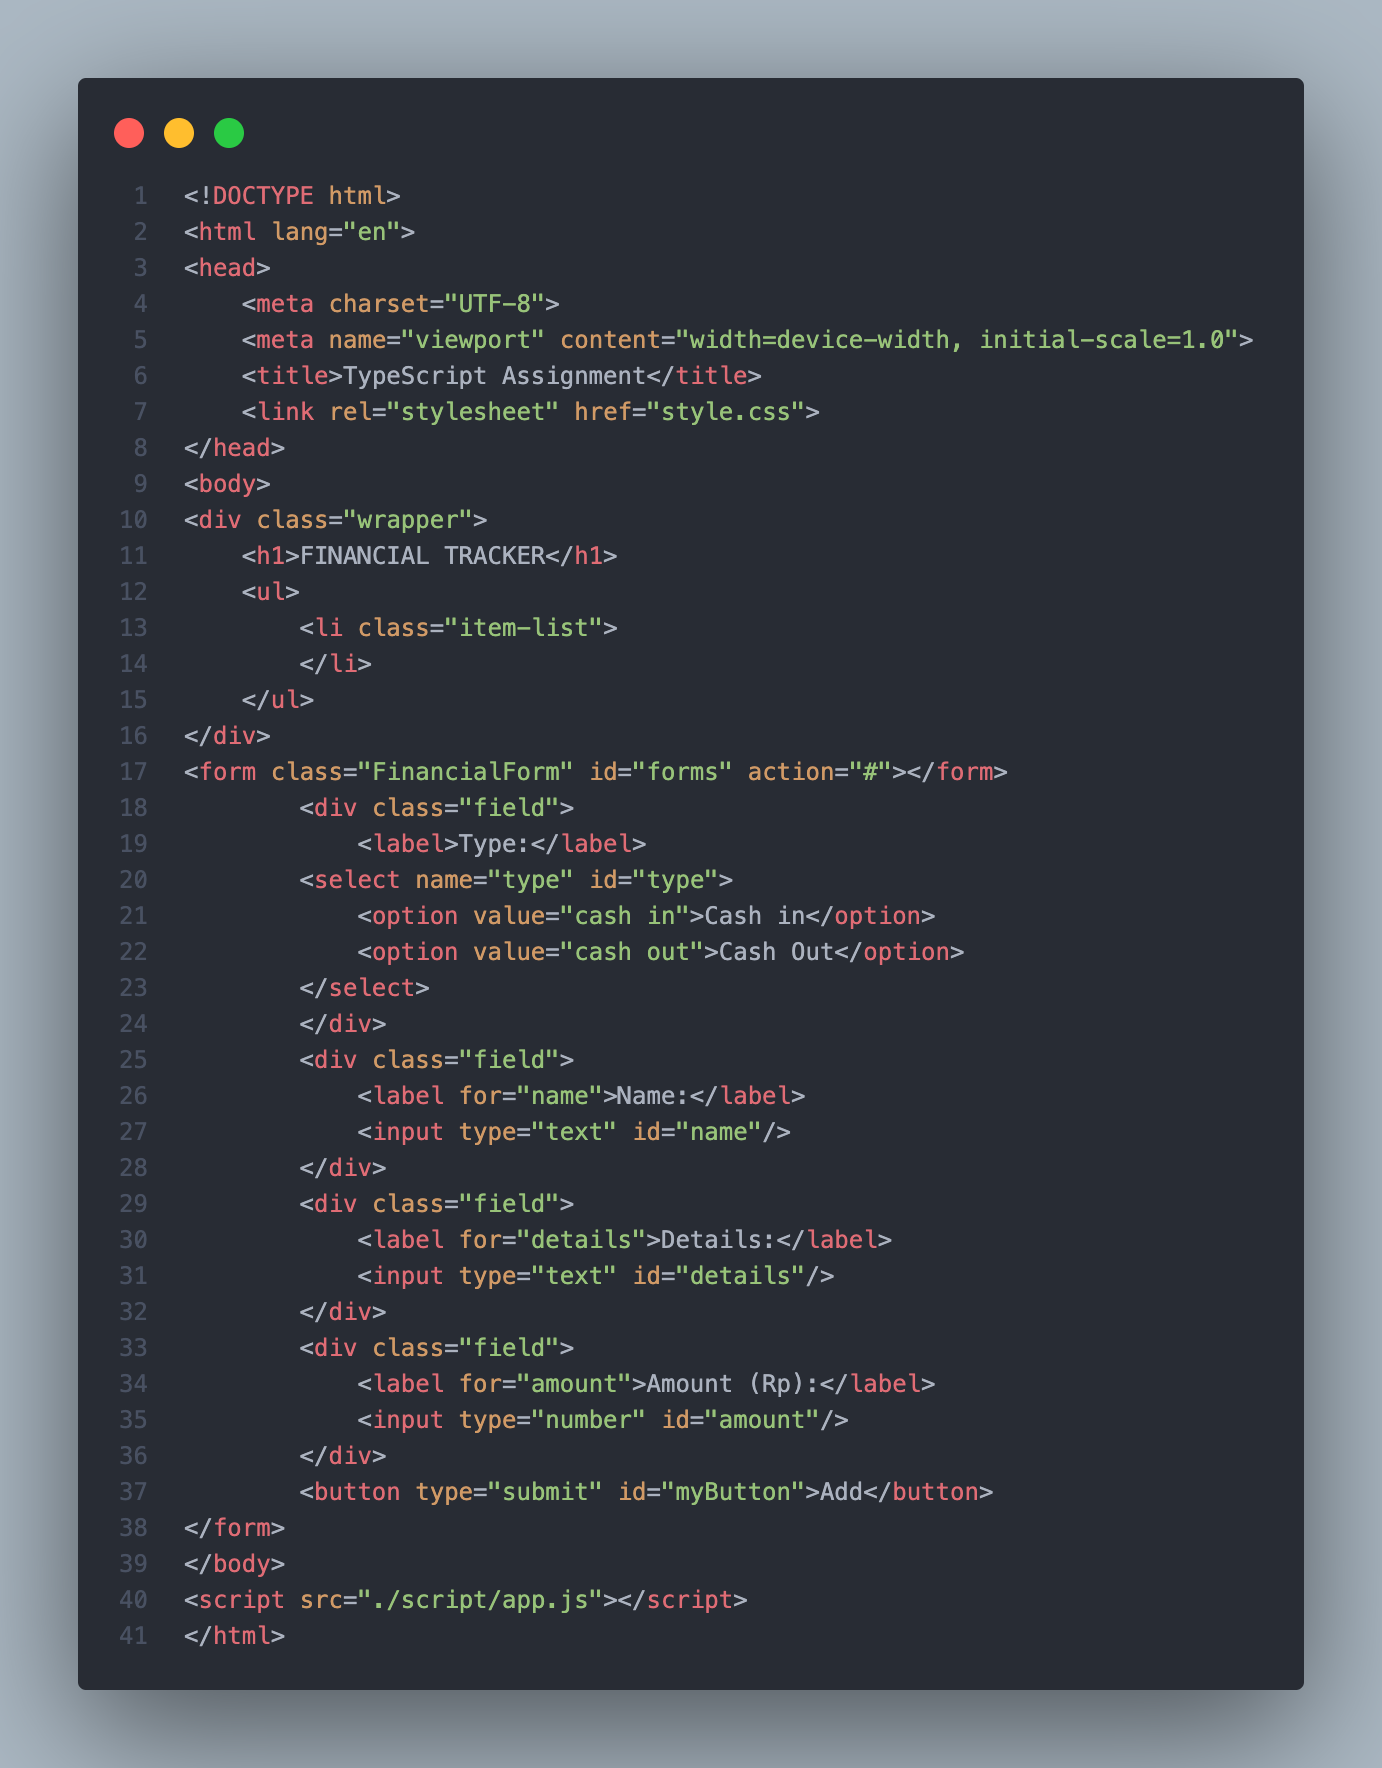 1 <!DOCTYPE html>
2 <html lang="en">
3 <head>
4     <meta charset="UTF-8">
5     <meta name="viewport" content="width=device-width, initial-scale=1.0">
6     <title>TypeScript Assignment</title>
7     <link rel="stylesheet" href="style.css">
8 </head>
9 <body>
10 <div class="wrapper">
11     <h1>FINANCIAL TRACKER</h1>
12     <ul>
13         <li class="item-list">
14         </li>
15     </ul>
16 </div>
17 <form class="FinancialForm" id="forms" action="#"></form>
18         <div class="field">
19             <label>Type:</label>
20         <select name="type" id="type">
21             <option value="cash in">Cash in</option>
22             <option value="cash out">Cash Out</option>
23         </select>
24         </div>
25         <div class="field">
26             <label for="name">Name:</label>
27             <input type="text" id="name"/>
28         </div>
29         <div class="field">
30             <label for="details">Details:</label>
31             <input type="text" id="details"/>
32         </div>
33         <div class="field">
34             <label for="amount">Amount (Rp):</label>
35             <input type="number" id="amount"/>
36         </div>
37         <button type="submit" id="myButton">Add</button>
38 </form>
39 </body>
40 <script src="./script/app.js"></script>
41 </html>